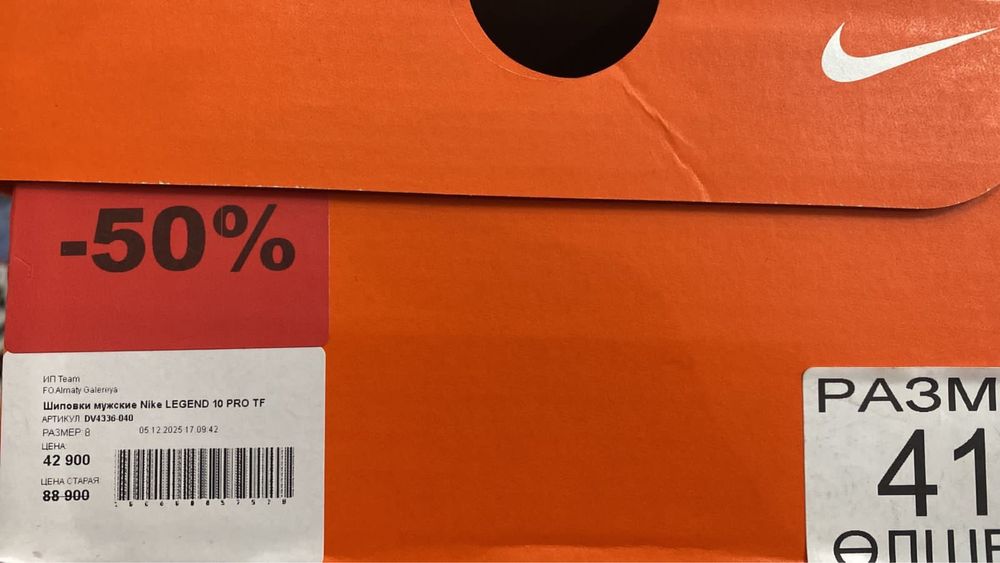 -50%
ИП Team
FO Almaty Galereya
Шиповки мужские Nike LEGEND 10 PRO TF
АРТИКУЛ: DV4336-040
РАЗМЕР: 8 05.12.2025 17:09:42
ЦЕНА:
42 900
ЦЕНА СТАРАЯ
88 900
РАЗМ
41
ӨЛШЕ